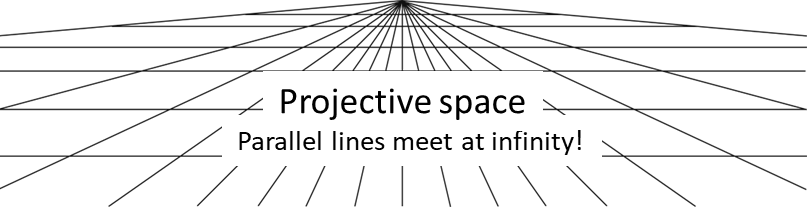 Projective space
Parallel lines meet at infinity!